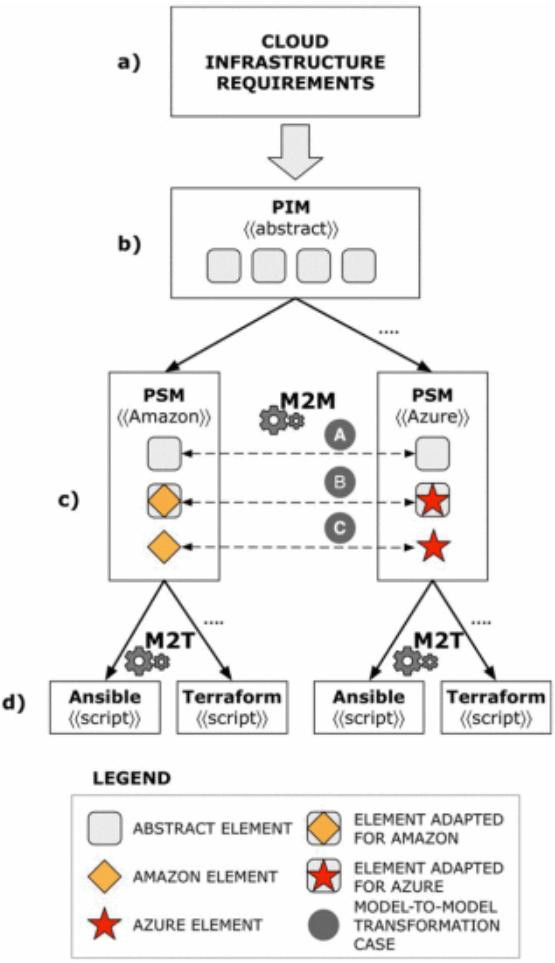 a)
CLOUD
INFRASTRUCTURE
REQUIREMENTS
b)
PIM
⟨⟨abstract⟩⟩
....
PSM
⟨⟨Amazon⟩⟩
M2M
PSM
⟨⟨Azure⟩⟩
A
B
C
c)
....
M2T
....
M2T
d)
Ansible
⟨⟨script⟩⟩
Terraform
⟨⟨script⟩⟩
Ansible
⟨⟨script⟩⟩
Terraform
⟨⟨script⟩⟩
LEGEND
ABSTRACT ELEMENT
ELEMENT ADAPTED
FOR AMAZON
AMAZON ELEMENT
ELEMENT ADAPTED
FOR AZURE
AZURE ELEMENT
MODEL-TO-MODEL
TRANSFORMATION
CASE